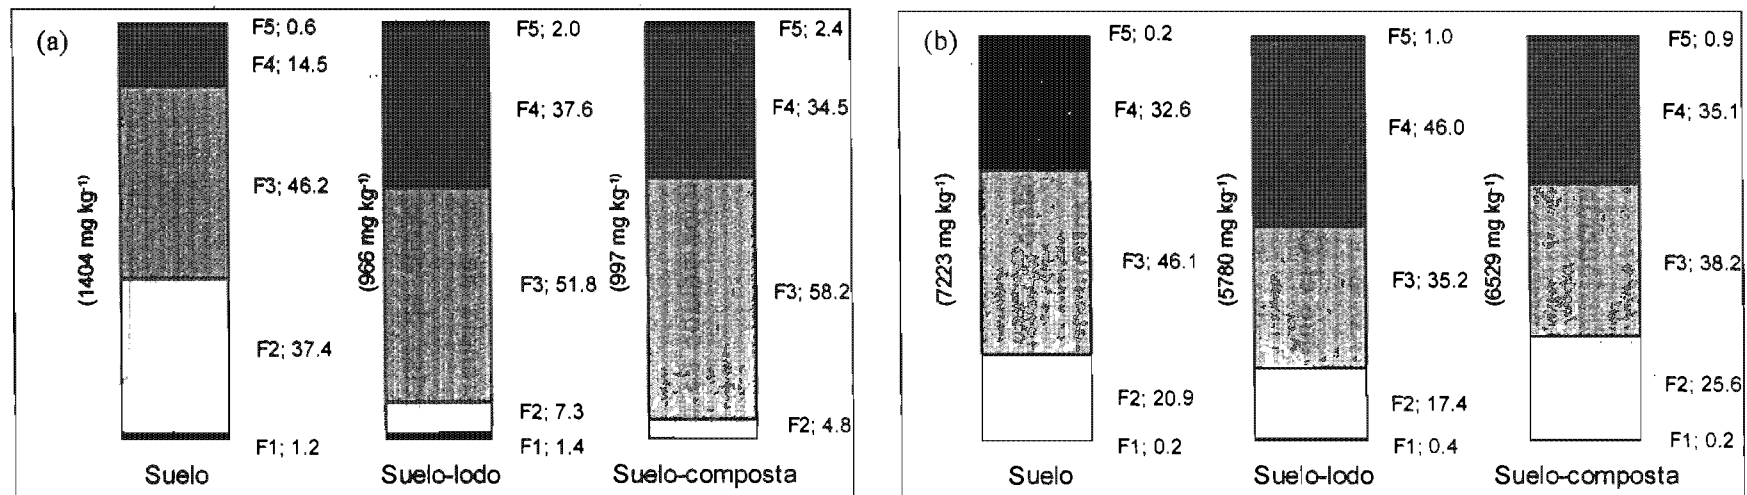 (a)
F5; 0.6
F4; 14.5
F3; 46.2
F2; 37.4
F1; 1.2
(1404 mg kg⁻¹)
Suelo
F5; 2.0
F4; 37.6
F3; 51.8
F2; 7.3
F1; 1.4
(966 mg kg⁻¹)
Suelo-lodo
F5; 2.4
F4; 34.5
F3; 58.2
F2; 4.8
(997 mg kg⁻¹)
Suelo-composta
(b)
F5; 0.2
F4; 32.6
F3; 46.1
F2; 20.9
F1; 0.2
(7223 mg kg⁻¹)
Suelo
F5; 1.0
F4; 46.0
F3; 35.2
F2; 17.4
F1; 0.4
(5780 mg kg⁻¹)
Suelo-lodo
F5; 0.9
F4; 35.1
F3; 38.2
F2; 25.6
F1; 0.2
(6529 mg kg⁻¹)
Suelo-composta